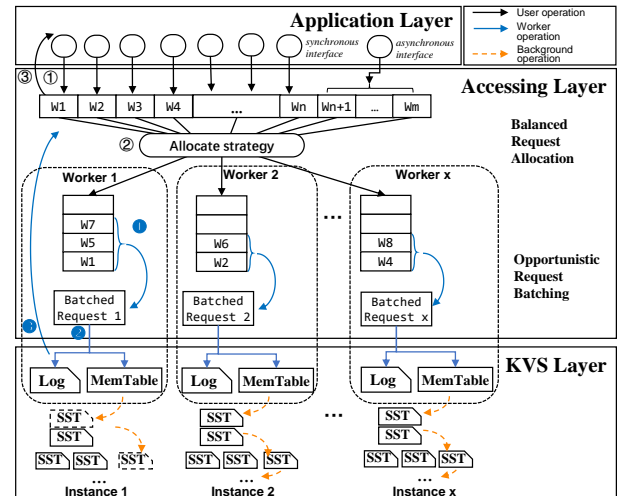 Application Layer
User operation
Worker operation
Background operation
synchronous interface
asynchronous interface
③ ①
W1 W2 W3 W4 ... Wn Wn+1 … Wm
Accessing Layer
② Allocate strategy
Balanced
Request
Allocation
Worker 1 Worker 2 Worker x
...
W7
W5
W1
❶
W6
W2
W8
W4
Opportunistic
Request
Batching
Batched
Request 1
Batched
Request 2
Batched
Request x
❸ ❷
KVS Layer
Log MemTable
Log MemTable
Log MemTable
SST
SST
SST SST SST
...
SST
SST
SST SST SST
...
...
SST
SST
SST SST SST
...
Instance 1 Instance 2 Instance x